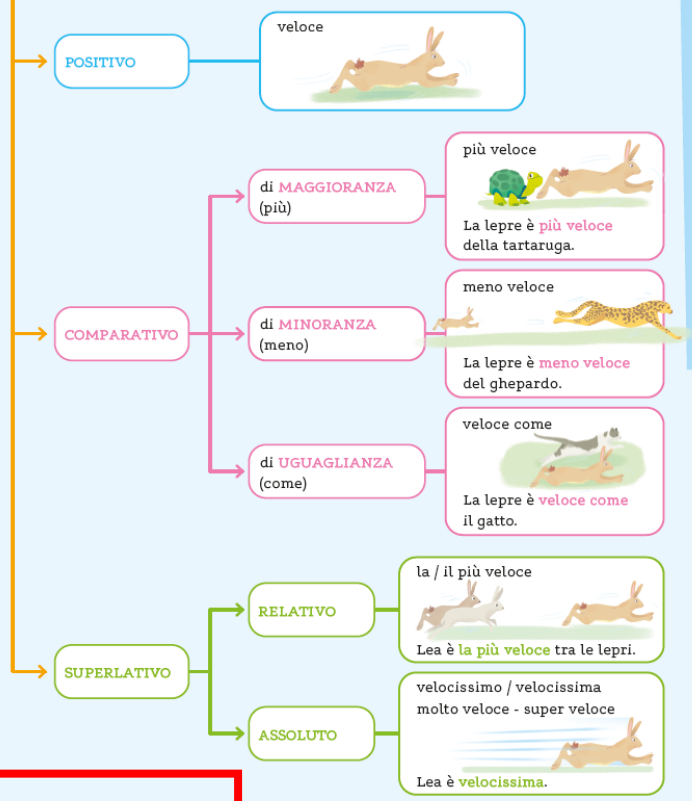 POSITIVO
veloce
COMPARATIVO
di MAGGIORANZA
(più)
più veloce
La lepre è più veloce
della tartaruga.
di MINORANZA
(meno)
meno veloce
La lepre è meno veloce
del ghepardo.
di UGUAGLIANZA
(come)
veloce come
La lepre è veloce come
il gatto.
SUPERLATIVO
RELATIVO
la / il più veloce
Lea è la più veloce tra le lepri.
ASSOLUTO
velocissimo / velocissima
molto veloce - super veloce
Lea è velocissima.